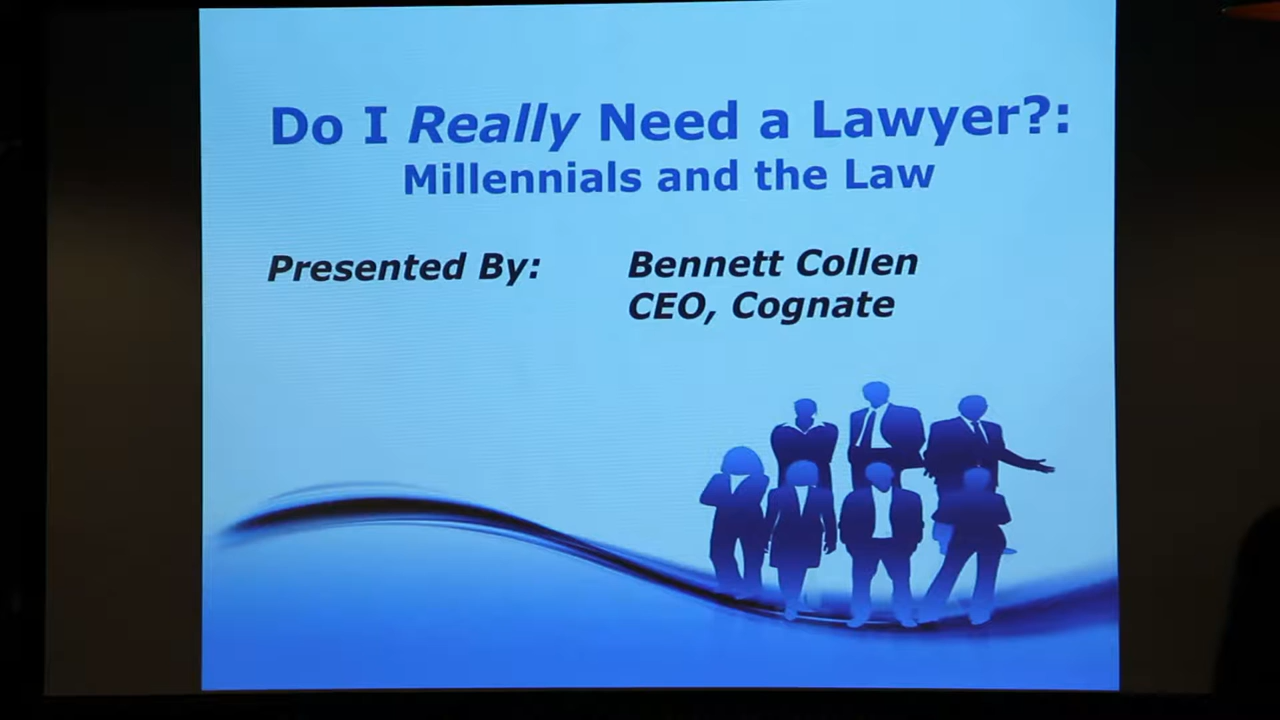 Do I Really Need a Lawyer?:
Millennials and the Law
Presented By: Bennett Collen
CEO, Cognate